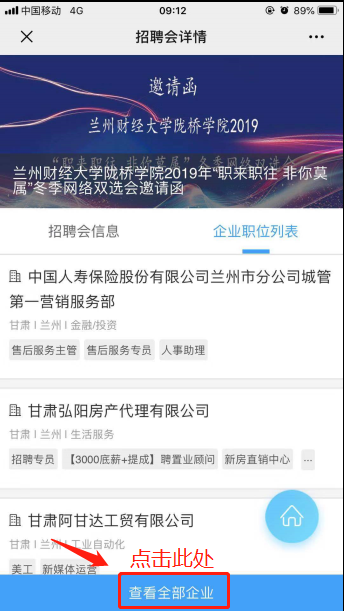 中国移动 4G 09:12 89%
招聘会详情
邀请函
兰州财经大学陇桥学院2019
"职来职往 非你莫属"冬季网络双选会
兰州财经大学陇桥学院2019年“职来职往 非你莫
属”冬季网络双选会邀请函
招聘会信息 企业职位列表
中国人寿保险股份有限公司兰州市分公司城管
第一营销服务部
甘肃 | 兰州 | 金融/投资
售后服务主管 售后服务专员 人事助理
甘肃弘阳房产代理有限公司
甘肃 | 兰州 | 生活服务
招聘专员 【3000底薪+提成】聘置业顾问 新房直销中心 ...
甘肃阿甘达工贸有限公司
甘肃 | 兰州 | 工业自动化
点击此处
美工 新媒体运营
查看全部企业